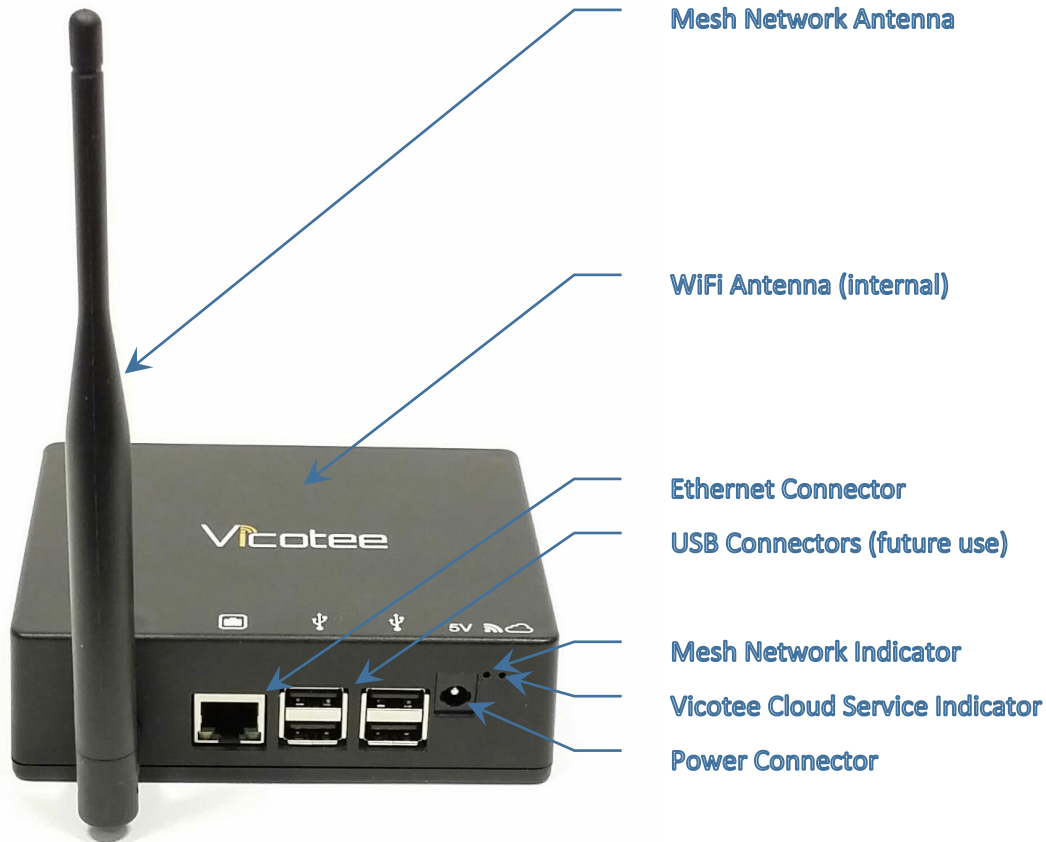 Mesh Network Antenna
WiFi Antenna (internal)
Ethernet Connector
Vicotee
USB Connectors (future use)
5V
Mesh Network Indicator
Vicotee Cloud Service Indicator
Power Connector